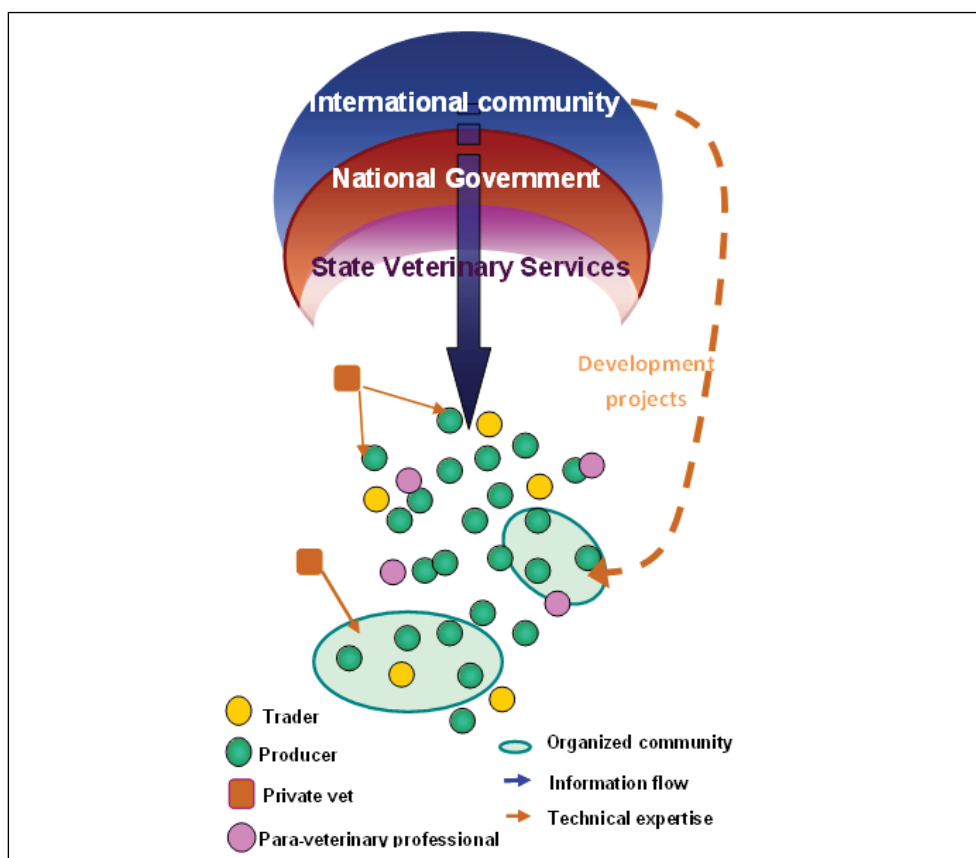 International community
National Government
State Veterinary Services
Development
projects
Trader
Producer
Private vet
Para-veterinary professional
Organized community
Information flow
Technical expertise